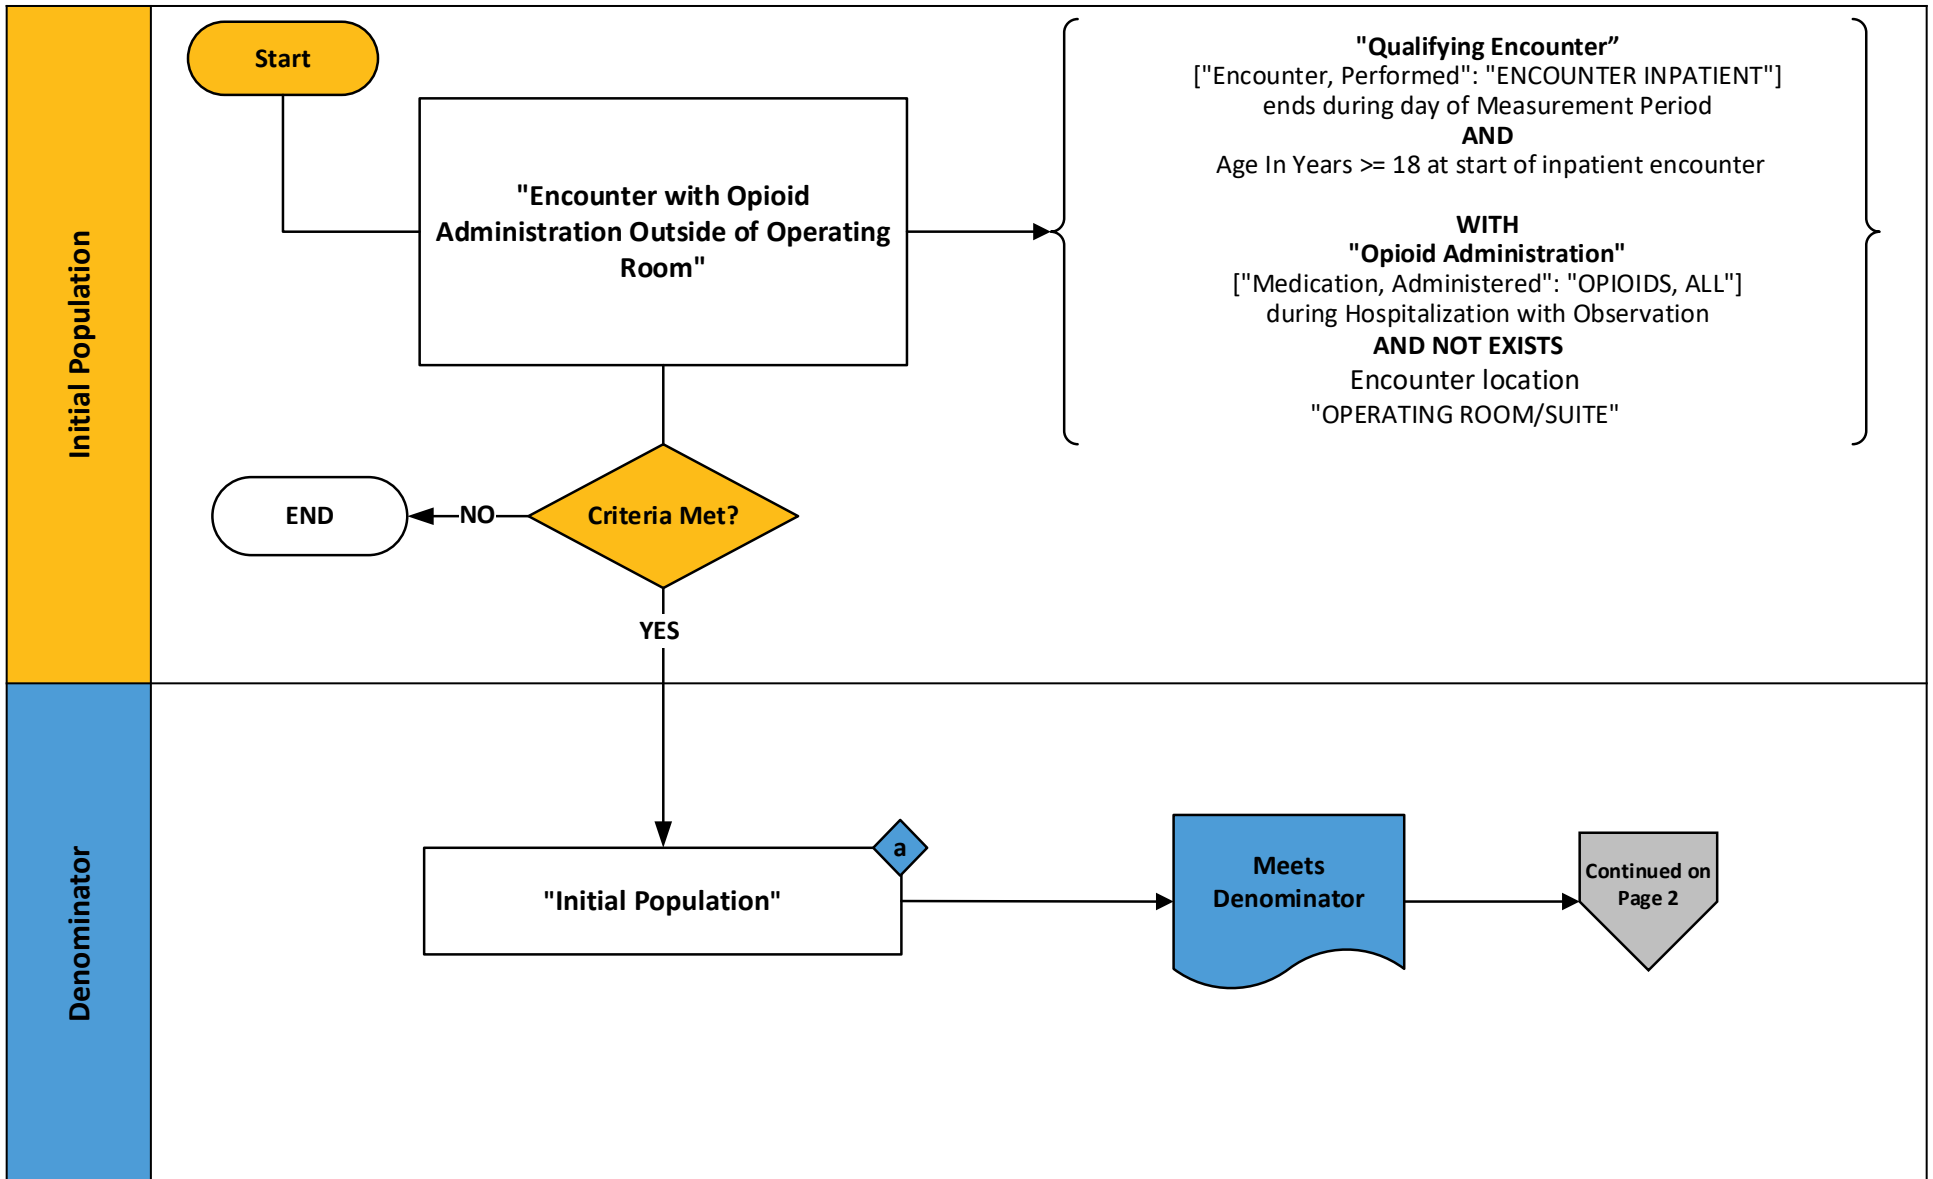 Initial Population
Start
"Encounter with Opioid
Administration Outside of Operating
Room"
"Qualifying Encounter”
["Encounter, Performed": "ENCOUNTER INPATIENT"]
ends during day of Measurement Period
AND
Age In Years >= 18 at start of inpatient encounter
WITH
"Opioid Administration"
["Medication, Administered": "OPIOIDS, ALL"]
during Hospitalization with Observation
AND NOT EXISTS
Encounter location
"OPERATING ROOM/SUITE"
Criteria Met?
NO
END
YES
Denominator
"Initial Population"
a
Meets
Denominator
Continued on
Page 2